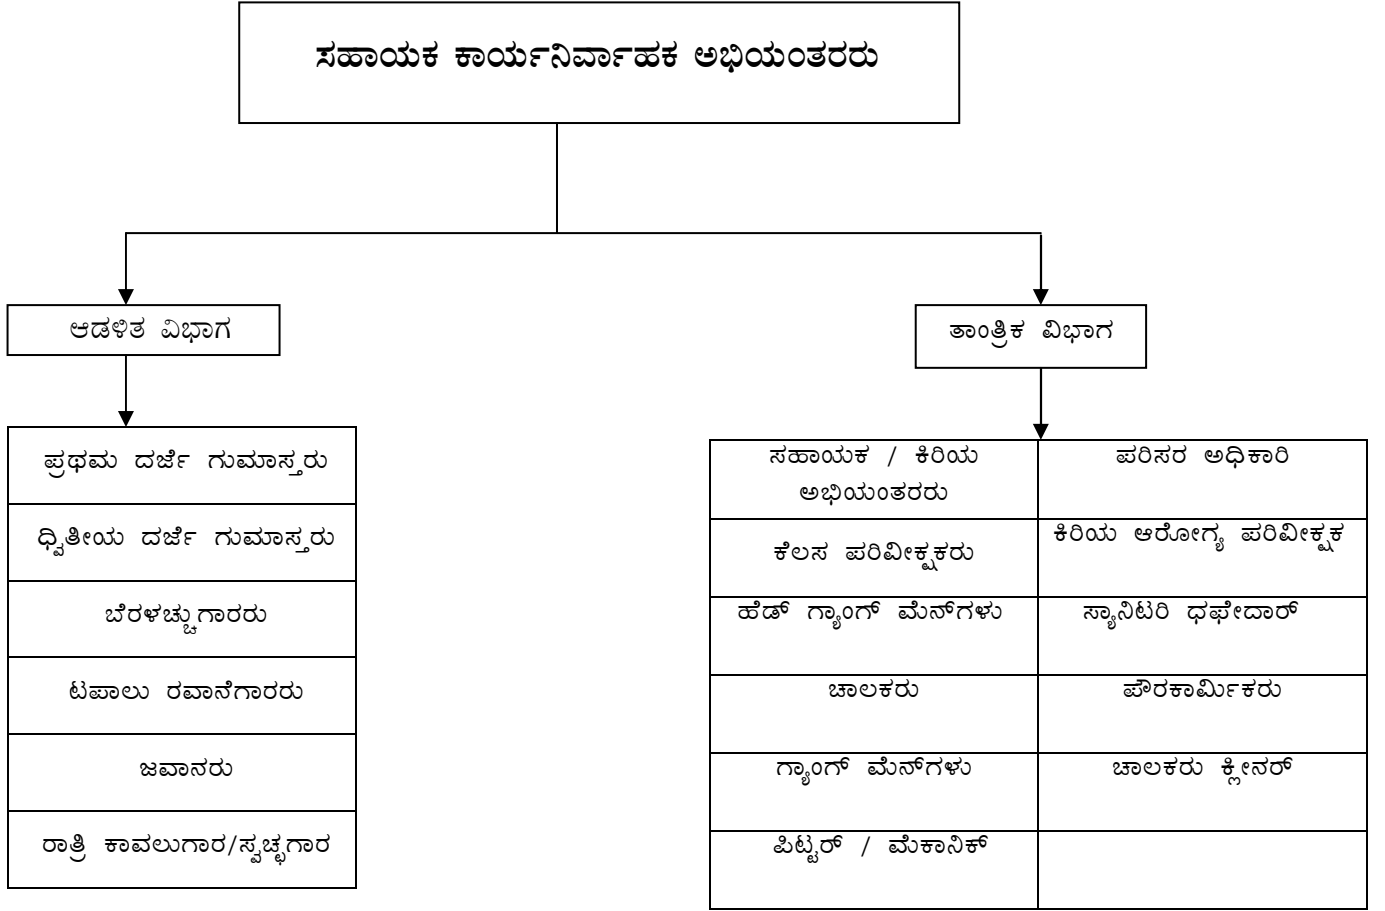 ಸಹಾಯಕ ಕಾರ್ಯನಿರ್ವಾಹಕ ಅಭಿಯಂತರರು
ಆಡಳಿತ ವಿಭಾಗ
ಪ್ರಥಮ ದರ್ಜೆ ಗುಮಾಸ್ತರು
ಧ್ವಿತೀಯ ದರ್ಜೆ ಗುಮಾಸ್ತರು
ಬೆರಳಚ್ಚುಗಾರರು
ಟಪಾಲು ರವಾನೆಗಾರರು
ಜವಾನರು
ರಾತ್ರಿ ಕಾವಲುಗಾರ/ಸ್ವಚ್ಛಗಾರ
ತಾಂತ್ರಿಕ ವಿಭಾಗ
ಸಹಾಯಕ / ಕಿರಿಯ
ಅಭಿಯಂತರರು
ಪರಿಸರ ಅಧಿಕಾರಿ
ಕೆಲಸ ಪರಿವೀಕ್ಷಕರು
ಕಿರಿಯ ಆರೋಗ್ಯ ಪರಿವೀಕ್ಷಕ
ಹೆಡ್ ಗ್ಯಾಂಗ್ ಮೆನ್‌ಗಳು
ಸ್ಯಾನಿಟರಿ ಧಫೇದಾರ್
ಚಾಲಕರು
ಪೌರಕಾರ್ಮಿಕರು
ಗ್ಯಾಂಗ್ ಮೆನ್‌ಗಳು
ಚಾಲಕರು ಕ್ಲೀನರ್
ಪಿಟ್ಟರ್ / ಮೆಕಾನಿಕ್